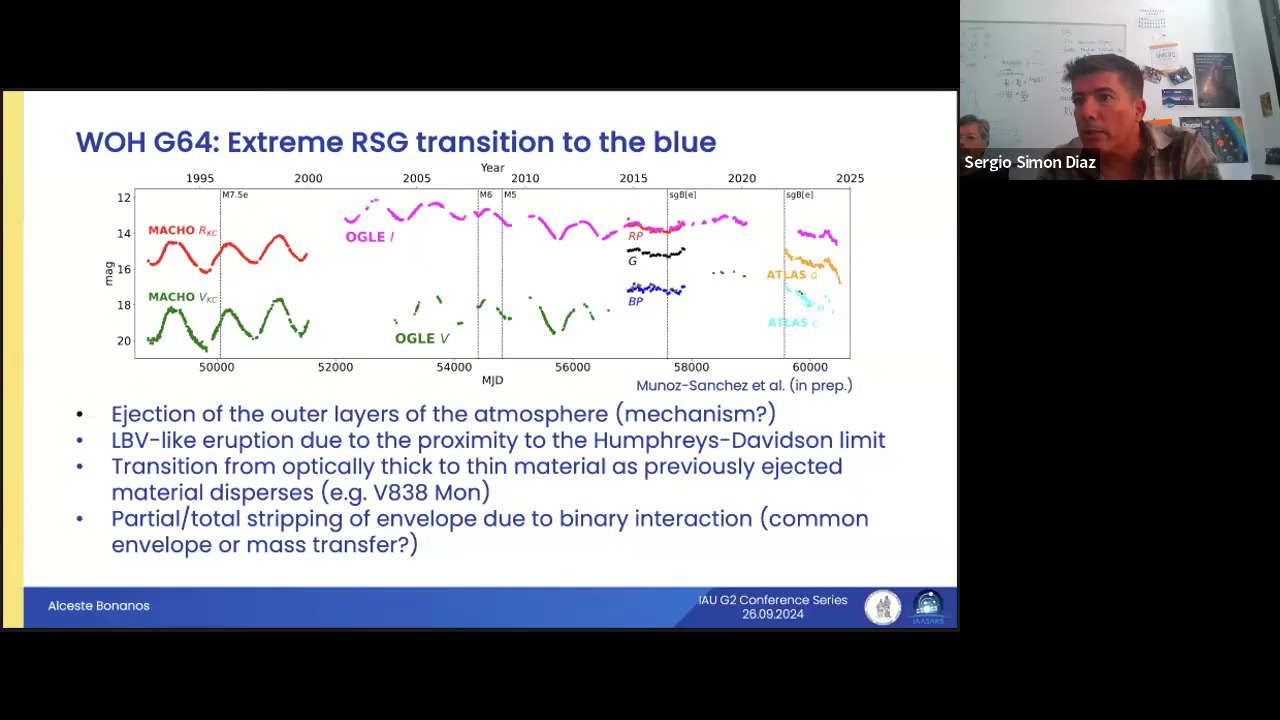 WOH G64: Extreme RSG transition to the blue
Year
1995 2000 2005 2010 2015 2020 2025
M7.5e M6 M5 sgB[e] sgB[e]
12
14
16
18
20
mag
MACHO RKC
OGLE I
RP
G
BP
ATLAS o
MACHO VKC
OGLE V
ATLAS c
50000 52000 54000 56000 58000 60000
MJD
Munoz-Sanchez et al. (in prep.)
• Ejection of the outer layers of the atmosphere (mechanism?)
• LBV-like eruption due to the proximity to the Humphreys-Davidson limit
• Transition from optically thick to thin material as previously ejected
material disperses (e.g. V838 Mon)
• Partial/total stripping of envelope due to binary interaction (common
envelope or mass transfer?)
Alceste Bonanos
IAU G2 Conference Series
26.09.2024
IAASARS
Sergio Simon Diaz
Oxygen